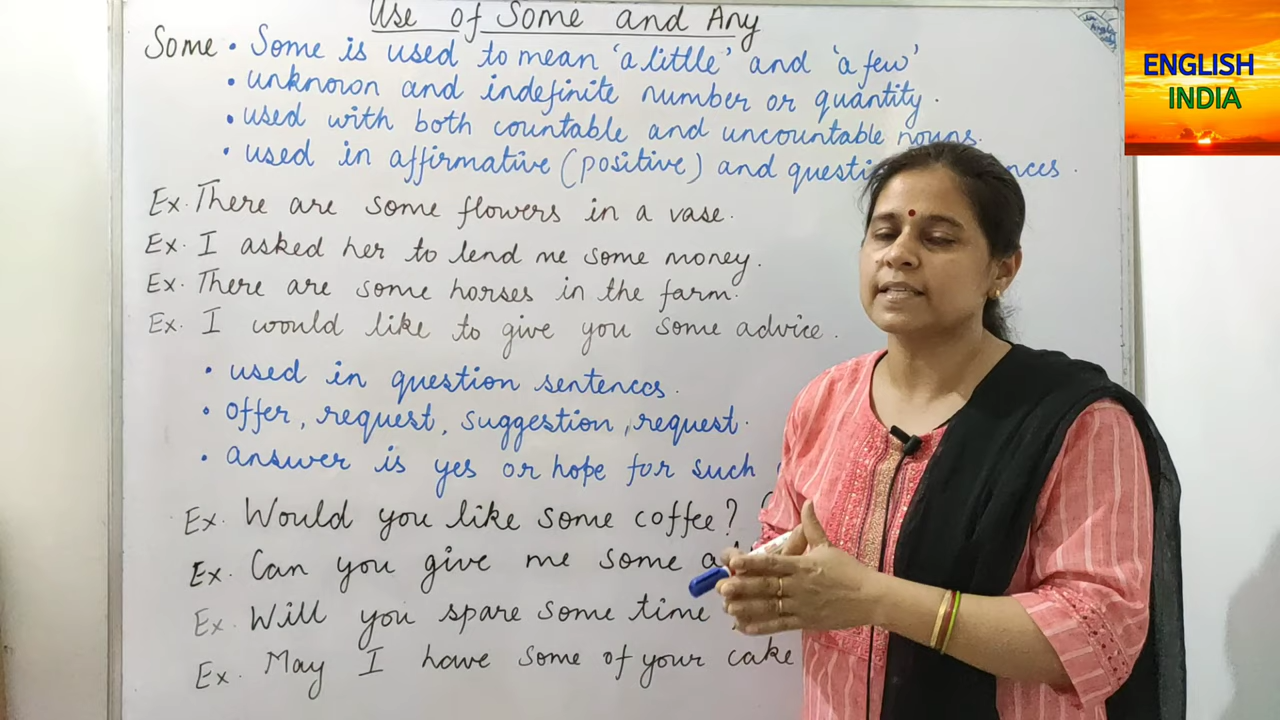 Use of Some and Any
Some • Some is used to mean 'a little' and 'a few'
• unknown and indefinite number or quantity.
• used with both countable and uncountable nouns.
• used in affirmative (positive) and
Ex. There are some flowers in a vase.
Ex. I asked her to lend me some money.
Ex. There are some horses in the farm.
Ex. I would like to give you some advice.
• used in question sentences.
• offer, request, suggestion, request.
• answer is yes or hope for such
Ex. Would you like some coffee?
Ex. Can you give me some
Ex. Will you spare some time
Ex. May I have some of your cake
ENGLISH
INDIA